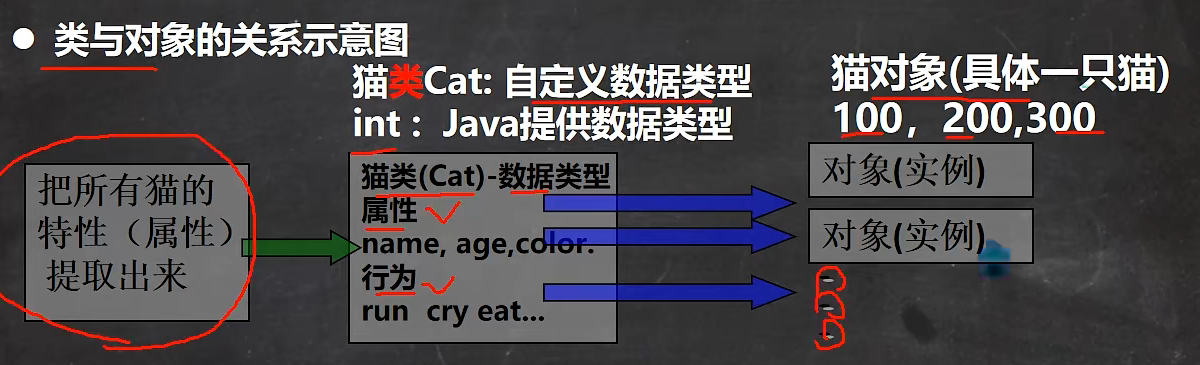 ● 类与对象的关系示意图
猫类Cat: 自定义数据类型
int： Java提供数据类型
猫对象(具体一只猫)
100，200,300
把所有猫的
特性（属性）
提取出来
猫类(Cat)-数据类型
属性
name, age,color.
行为
run cry eat...
对象(实例)
对象(实例)